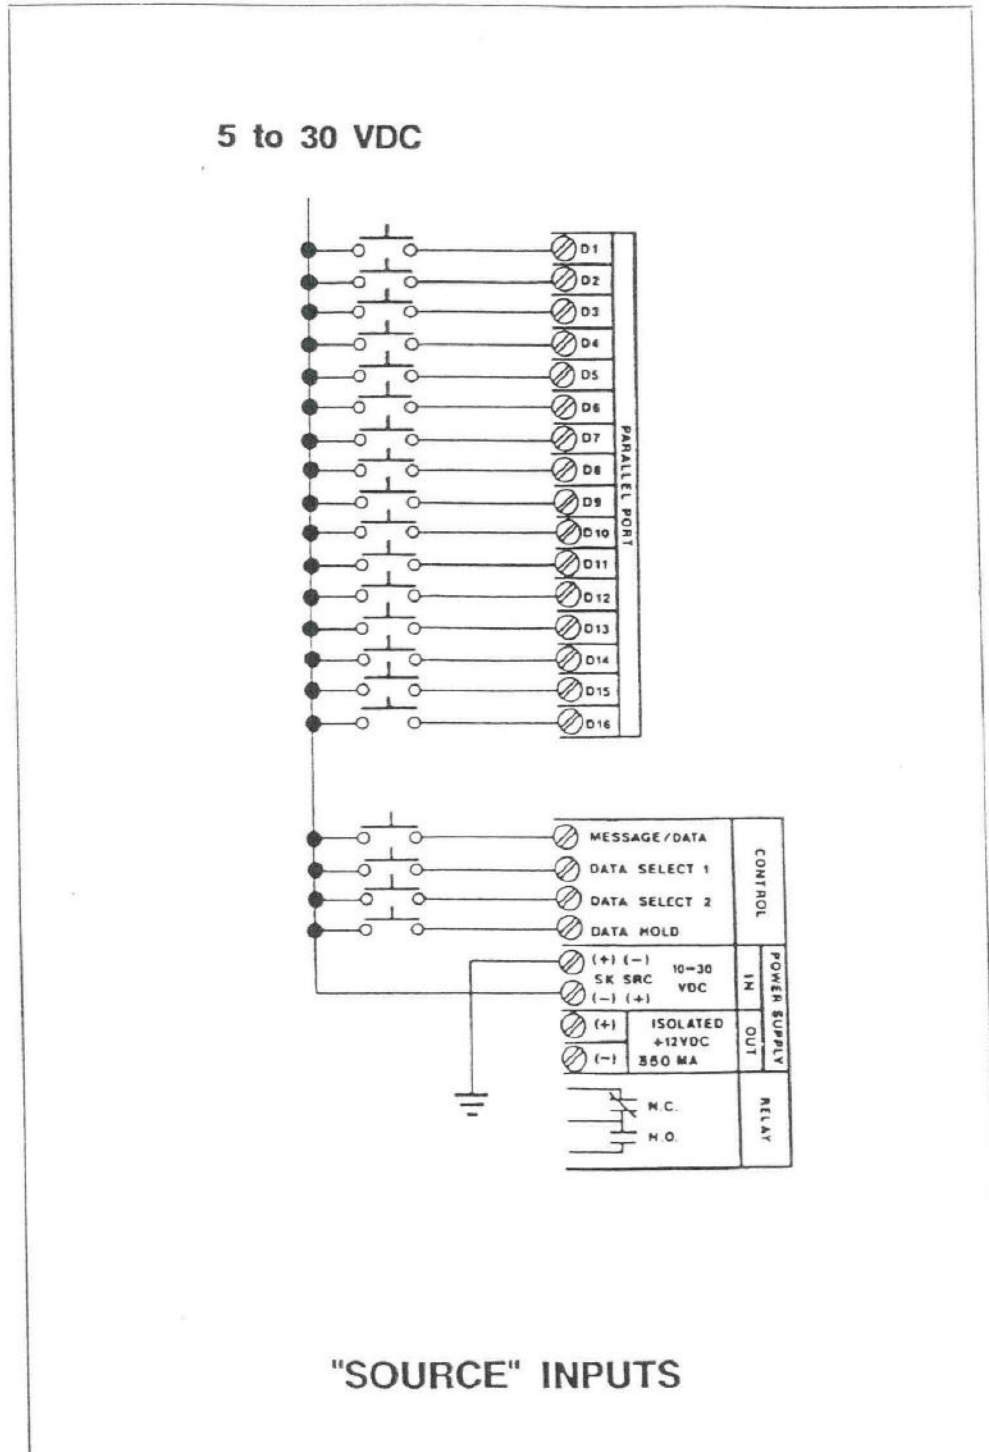 5 to 30 VDC
D1
D2
D3
D4
D5
D6
D7
D8
D9
D10
D11
D12
D13
D14
D15
D16
PARALLEL PORT
MESSAGE/DATA
DATA SELECT 1
DATA SELECT 2
DATA HOLD
CONTROL
(+) (-)
SK SRC
(-) (+)
10-30
VDC
IN
(+)
(-)
ISOLATED
+12VDC
350 MA
OUT
POWER SUPPLY
N.C.
N.O.
RELAY
"SOURCE" INPUTS